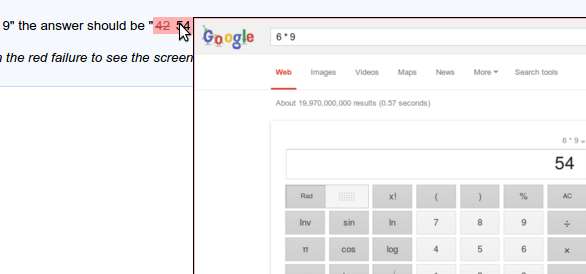 9" the answer should be "42 54
n the red failure to see the screen
Google
6 * 9
Web Images Videos Maps News More Search tools
About 19,970,000,000 results (0.57 seconds)
6 * 9 =
54
Rad x! ( ) % AC
Inv sin ln 7 8 9 ÷
π cos log 4 5 6 ×